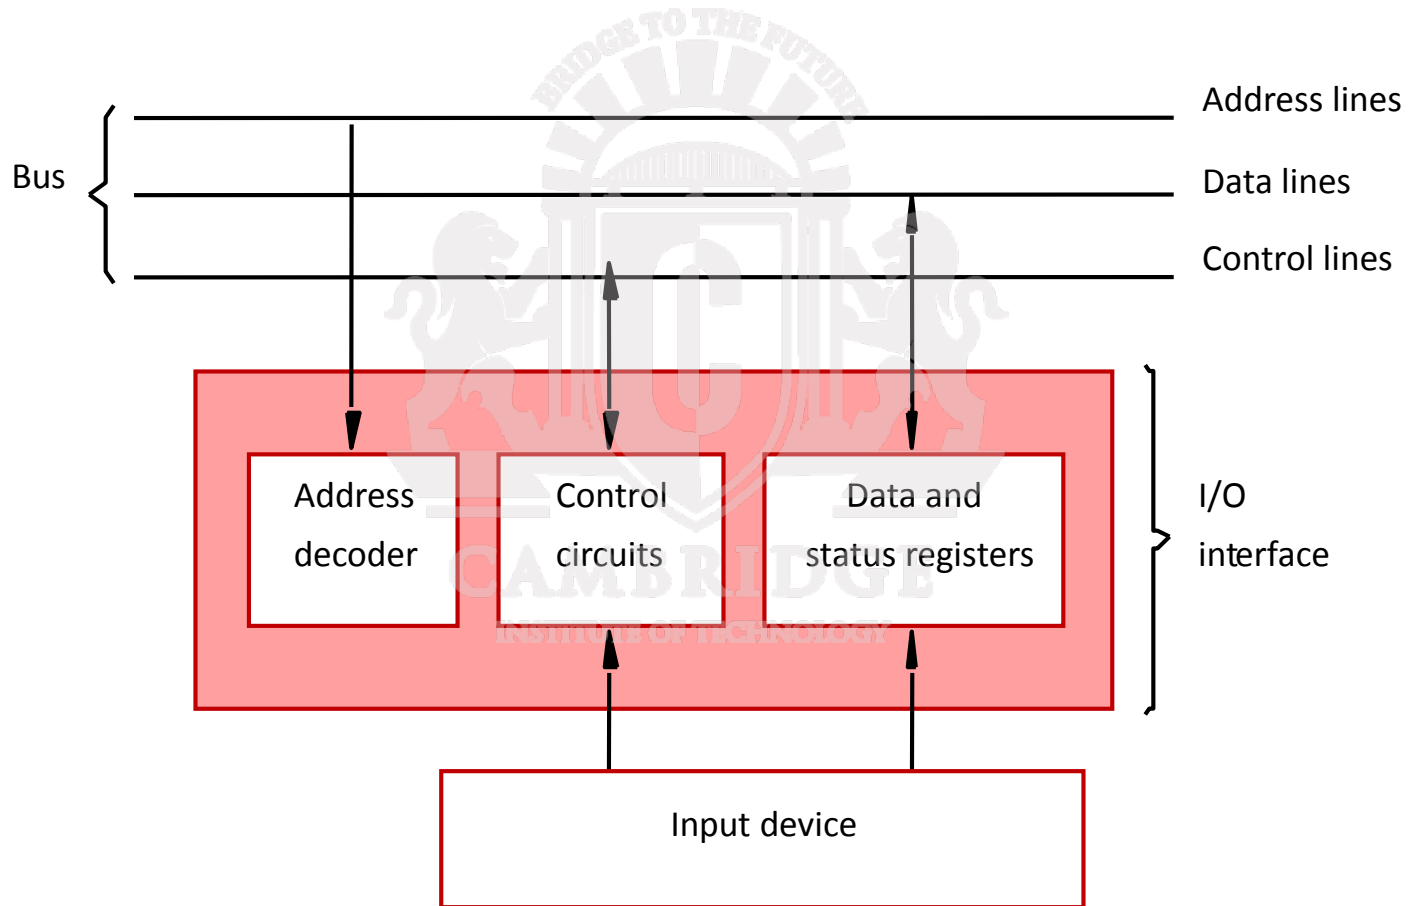 BRIDGE TO THE FUTURE
Address lines
Bus
Data lines
Control lines
Address
decoder
Control
circuits
Data and
status registers
I/O
interface
C
CAMBRIDGE
INSTITUTE OF TECHNOLOGY
Input device